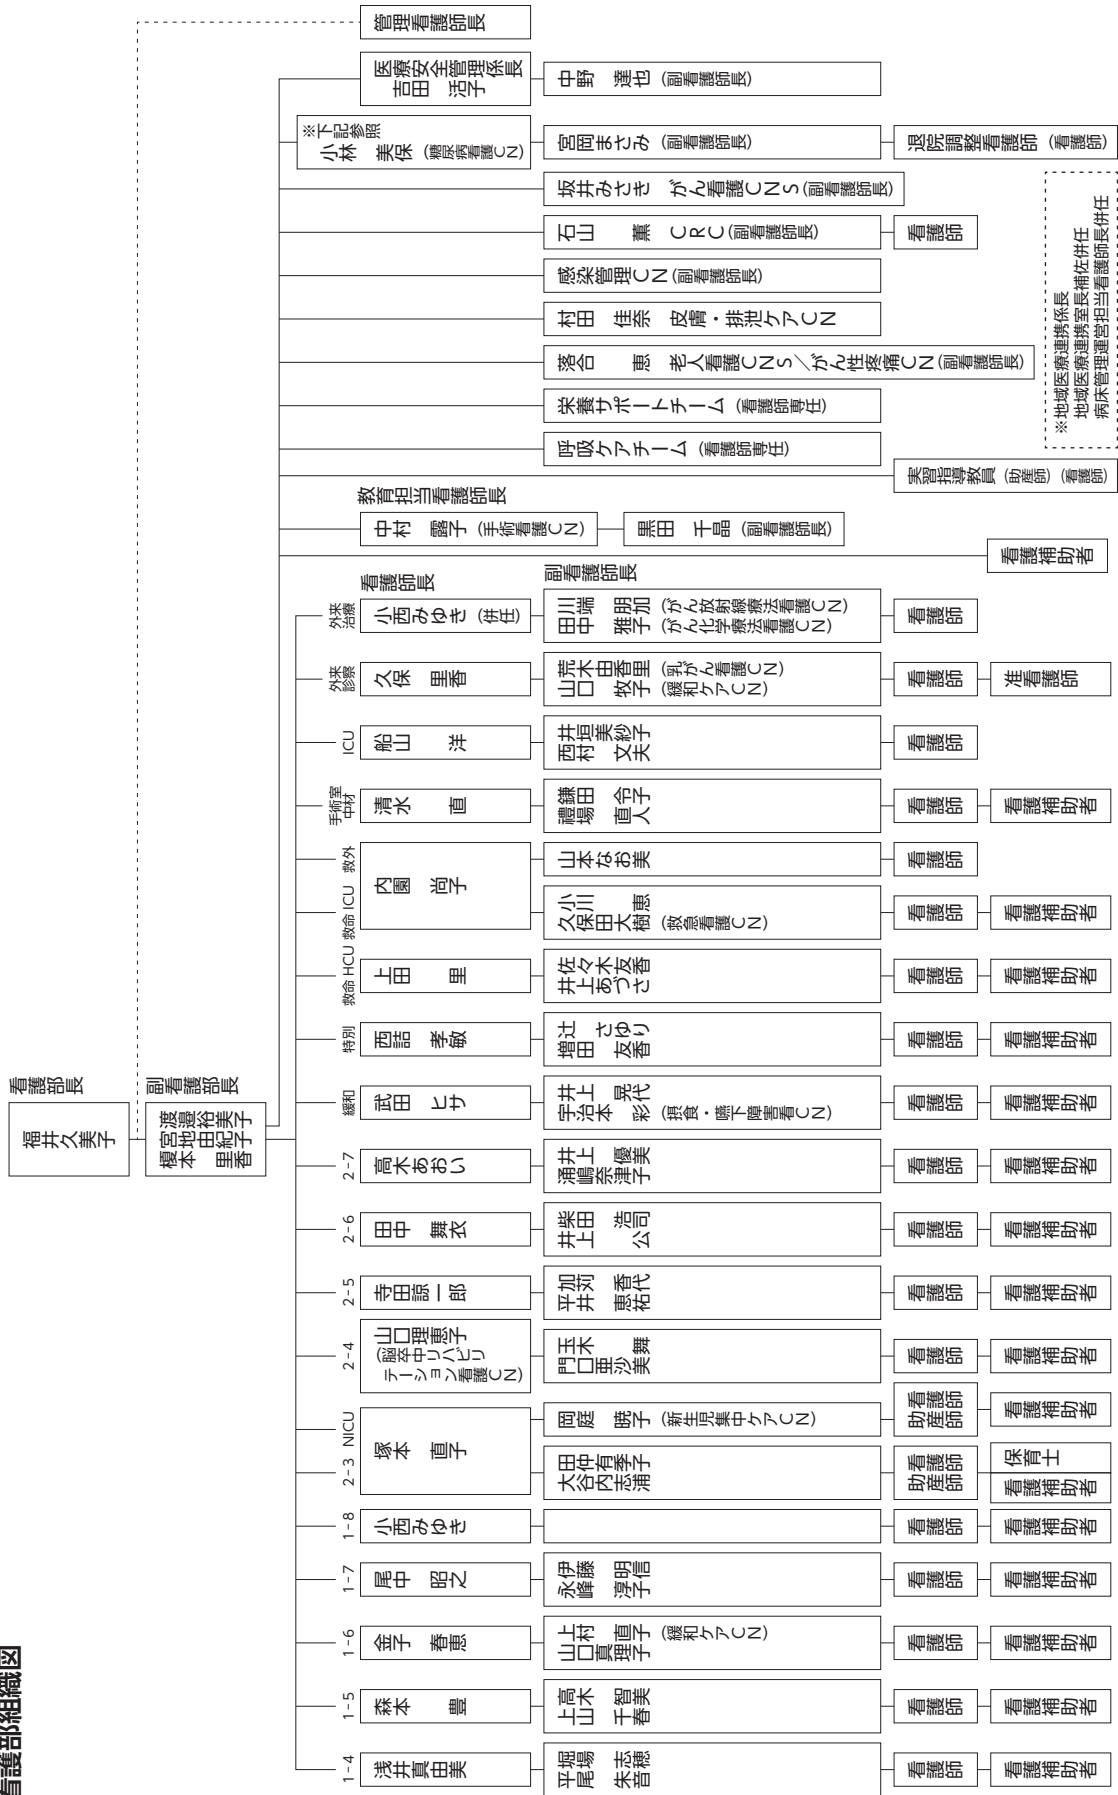 看護部組織図
看護部長
福井久美子
副看護部長
渡邉裕美子
宮地由紀子
榎本 里香
管理看護師長
医療安全管理係長
吉田 活子
中野 達也 (副看護師長)
※下記参照
小林 美保 (糖尿病看護CN)
宮岡まさみ (副看護師長)
退院調整看護師 (看護師)
坂井みさき がん看護CNS (副看護師長)
石山 薫 CRC (副看護師長)
看護師
感染管理CN (副看護師長)
村田 佳奈 皮膚・排泄ケアCN
落合 恵 老人看護CNS/がん性疼痛CN (副看護師長)
栄養サポートチーム (看護師専任)
呼吸ケアチーム (看護師専任)
※地域医療連携係長
地域医療連携室長補佐併任
病床管理運営担当看護師長併任
実習指導教員 (助産師) (看護師)
教育担当看護師長
中村 露子 (手術看護CN)
黒田 千晶 (副看護師長)
看護補助者
看護師長
副看護師長
外来
治療
小西みゆき (併任)
川端 朋加 (がん放射線療法看護CN)
田中 雅子 (がん化学療法看護CN)
看護師
外来
診察
久保 里香
荒木由香里 (乳がん看護CN)
山口 牧子 (緩和ケアCN)
看護師
准看護師
ICU
船山 洋
井垣美紗子
西村 文夫
看護師
手術室
中材
清水 直
鎌田 令子
禮場 直人
看護師
看護補助者
救外
内園 尚子
山本なお美
看護師
救命 ICU
小川 恵
久保田大樹 (救急看護CN)
看護師
看護補助者
救命 HCU
上田 里
佐々木友香
井上あづさ
看護師
看護補助者
特別
西詰 孝敏
辻 さゆり
増田 友香
看護師
看護補助者
緩和
武田 ヒサ
井上 晃代
宇治本 彩 (摂食・嚥下障害看CN)
看護師
看護補助者
2-7
高木あおい
井上 優美
涌嶋奈津子
看護師
看護補助者
2-6
田中 舞衣
柴田 浩司
井上 公
看護師
看護補助者
2-5
寺田諒一郎
加苅 香代
平井 恵祐
看護師
看護補助者
2-4
山口理恵子
(脳卒中リハビリ
テーション看護CN)
玉木 舞
門口亜沙美
看護師
看護補助者
NICU
塚本 直子
岡庭 暁子 (新生児集中ケアCN)
看護師
助産師
看護補助者
2-3
田仲有季子
大谷内志浦
看護師
助産師
保育士
看護補助者
1-8
小西みゆき
看護師
看護補助者
1-7
尾中 昭之
伊藤 明信
永峰 淳子
看護師
看護補助者
1-6
金子 春恵
上村 直子 (緩和ケアCN)
山口真理子
看護師
看護補助者
1-5
森本 豊
高木 智美
上山 千春
看護師
看護補助者
1-4
浅井真由美
堀場 志穂
平尾 朱音
看護師
看護補助者